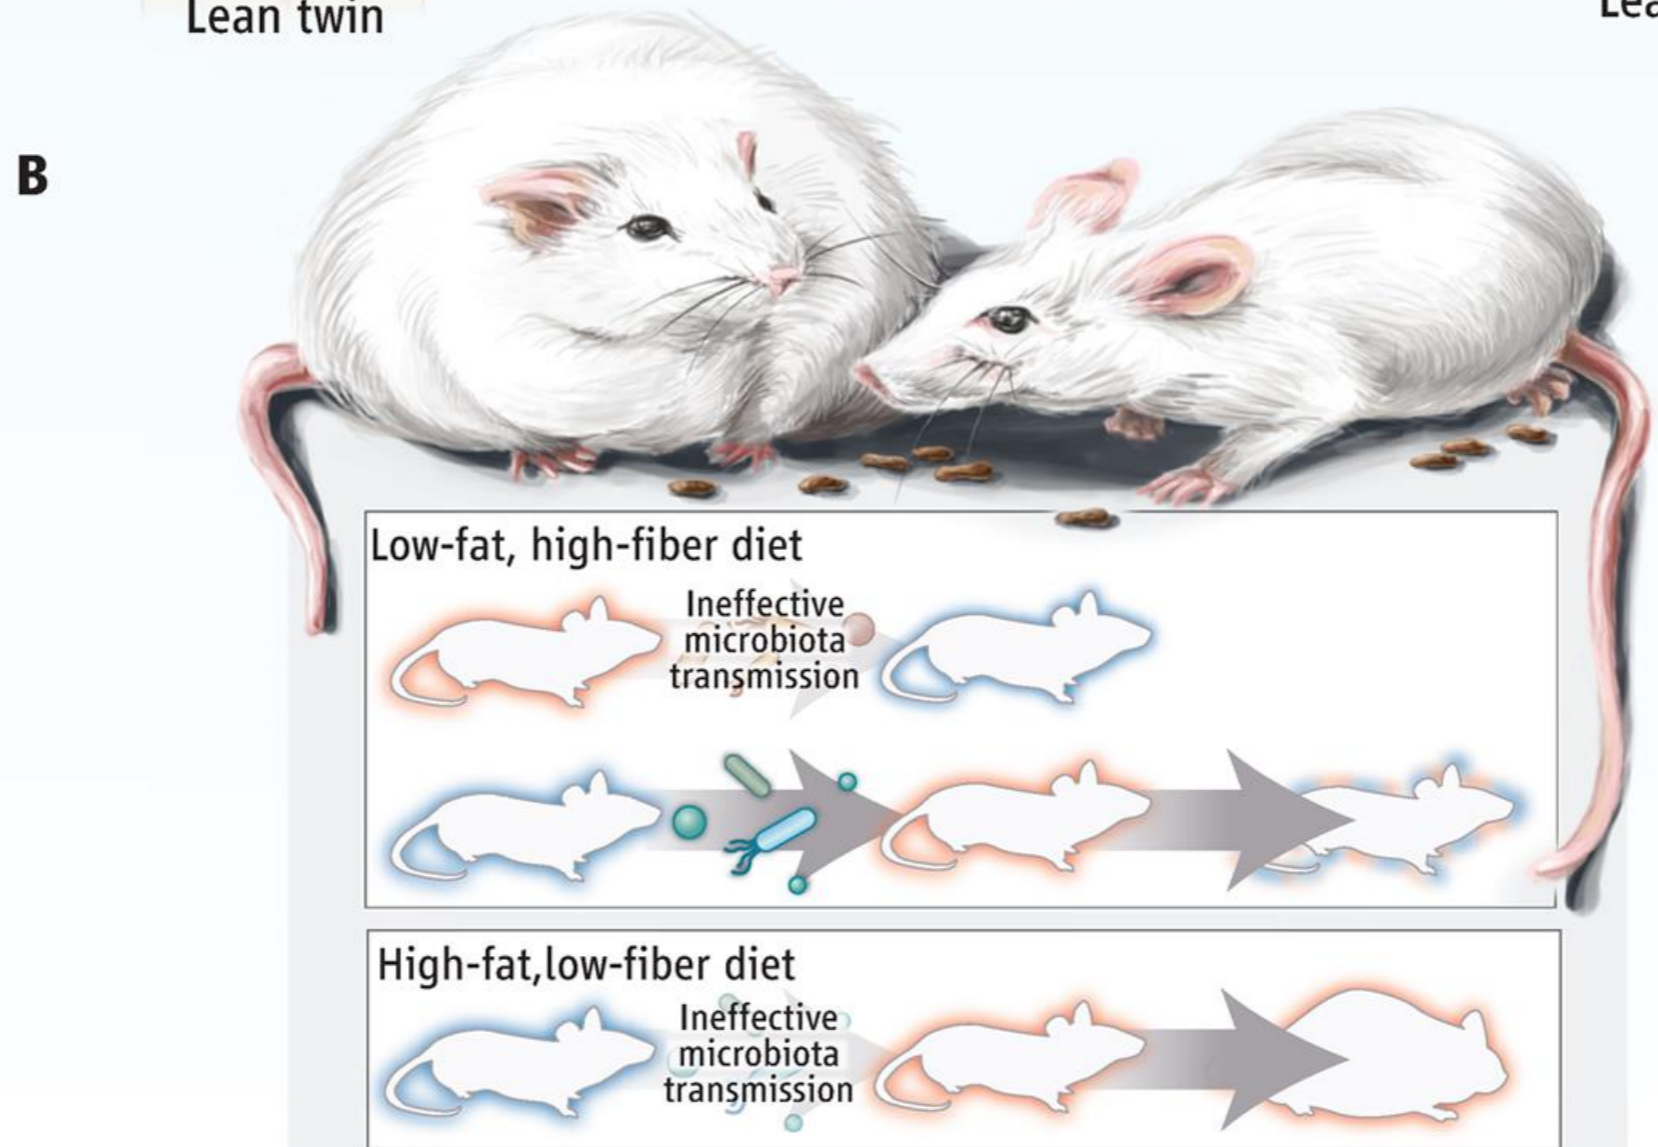 Lean twin
B
Low-fat, high-fiber diet
Ineffective
microbiota
transmission
High-fat,low-fiber diet
Ineffective
microbiota
transmission